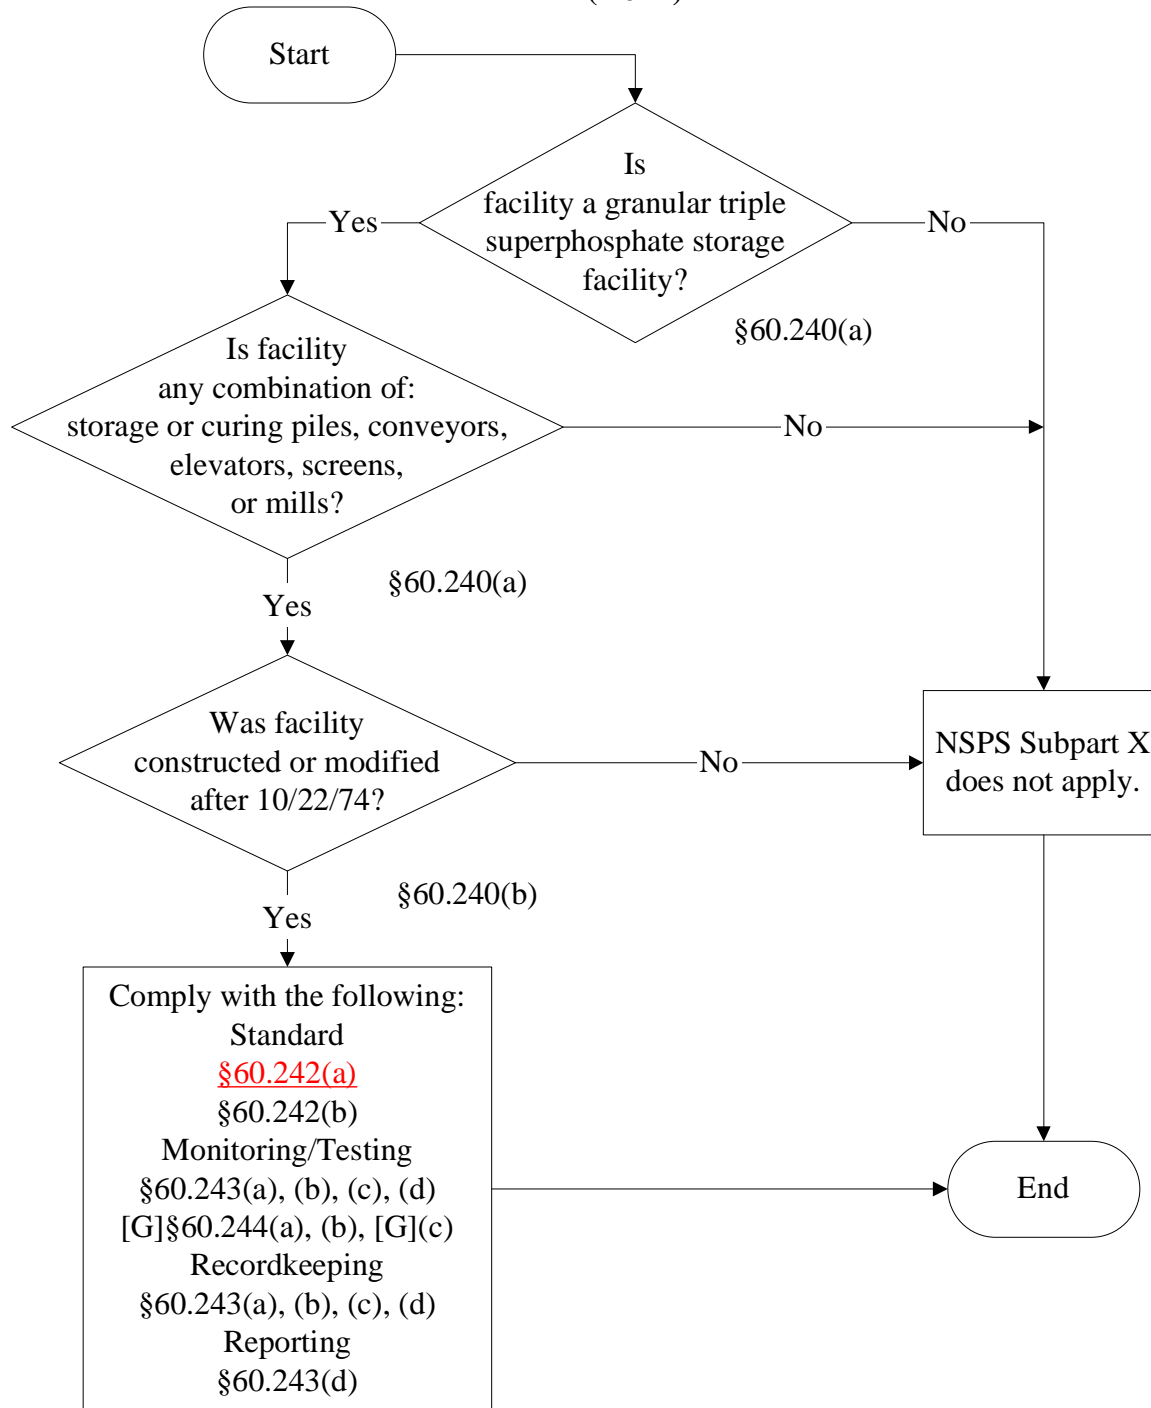 Start
Is
facility a granular triple
superphosphate storage
facility?
Yes
No
§60.240(a)
Is facility
any combination of:
storage or curing piles, conveyors,
elevators, screens,
or mills?
No
§60.240(a)
Yes
Was facility
constructed or modified
after 10/22/74?
No
NSPS Subpart X
does not apply.
§60.240(b)
Yes
Comply with the following:
Standard
§60.242(a)
§60.242(b)
Monitoring/Testing
§60.243(a), (b), (c), (d)
[G]§60.244(a), (b), [G](c)
Recordkeeping
§60.243(a), (b), (c), (d)
Reporting
§60.243(d)
End